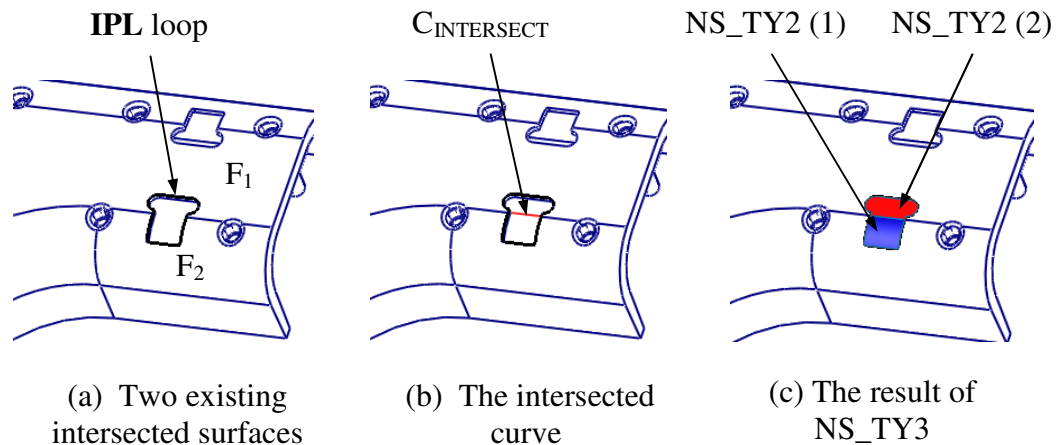 IPL loop
C_INTERSECT
NS_TY2 (1) NS_TY2 (2)
F1
F2
(a) Two existing
intersected surfaces
(b) The intersected
curve
(c) The result of
NS_TY3